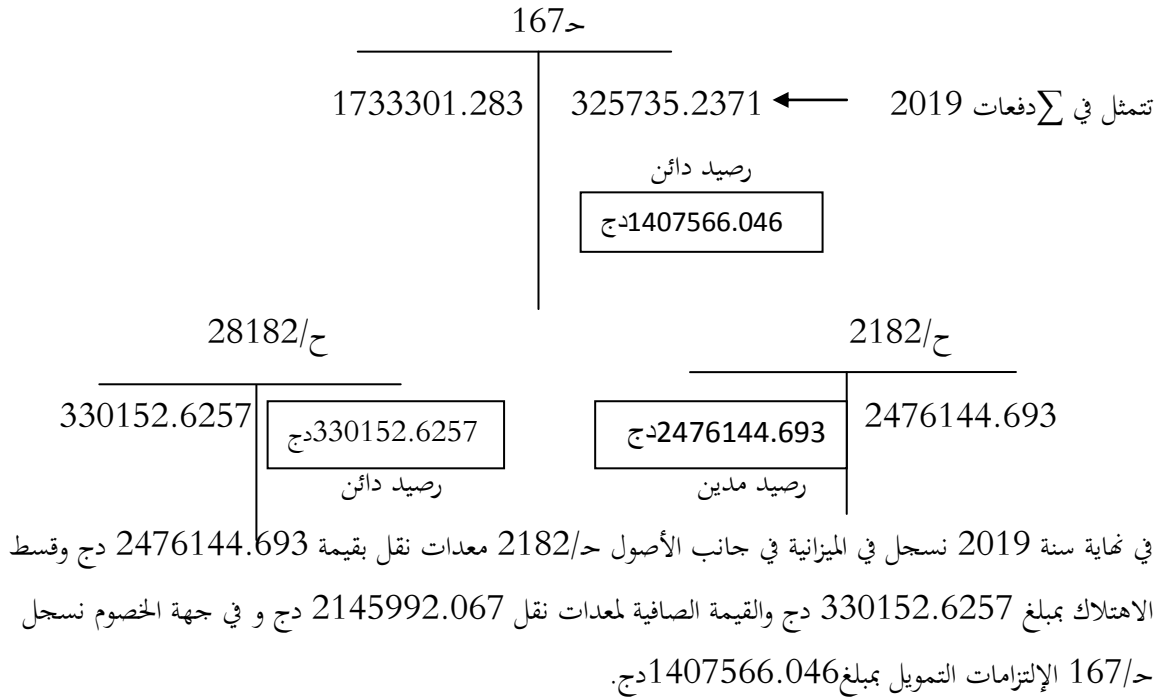 حـ167
1733301.283
325735.2371
تتمثل في ∑دفعات 2019
رصيد دائن
1407566.046دج
ح/28182
ح/2182
330152.6257
330152.6257دج
رصيد دائن
2476144.693دج
2476144.693
رصيد مدين
في نهاية سنة 2019 نسجل في الميزانية في جانب الأصول حـ/2182 معدات نقل بقيمة 2476144.693 دج وقسط
الاهتلاك بمبلغ 330152.6257 دج والقيمة الصافية لمعدات نقل 2145992.067 دج و في جهة الخصوم نسجل
حـ/167 الإلتزامات التمويل بمبلغ1407566.046دج.